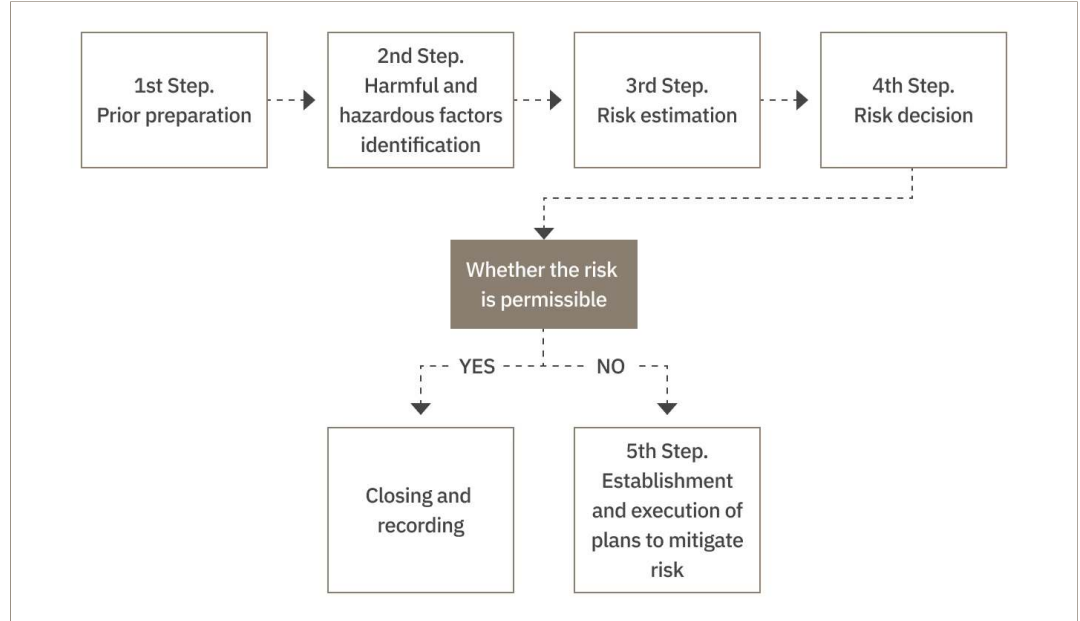 1st Step.
Prior preparation
2nd Step.
Harmful and
hazardous factors
identification
3rd Step.
Risk estimation
4th Step.
Risk decision
Whether the risk
is permissible
YES
NO
Closing and
recording
5th Step.
Establishment
and execution of
plans to mitigate
risk